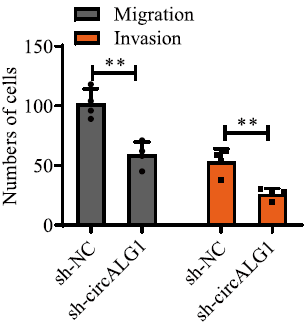 Migration
Invasion
Numbers of cells
150
100
50
0
**
**
sh-NC
sh-circALG1
sh-NC
sh-circALG1